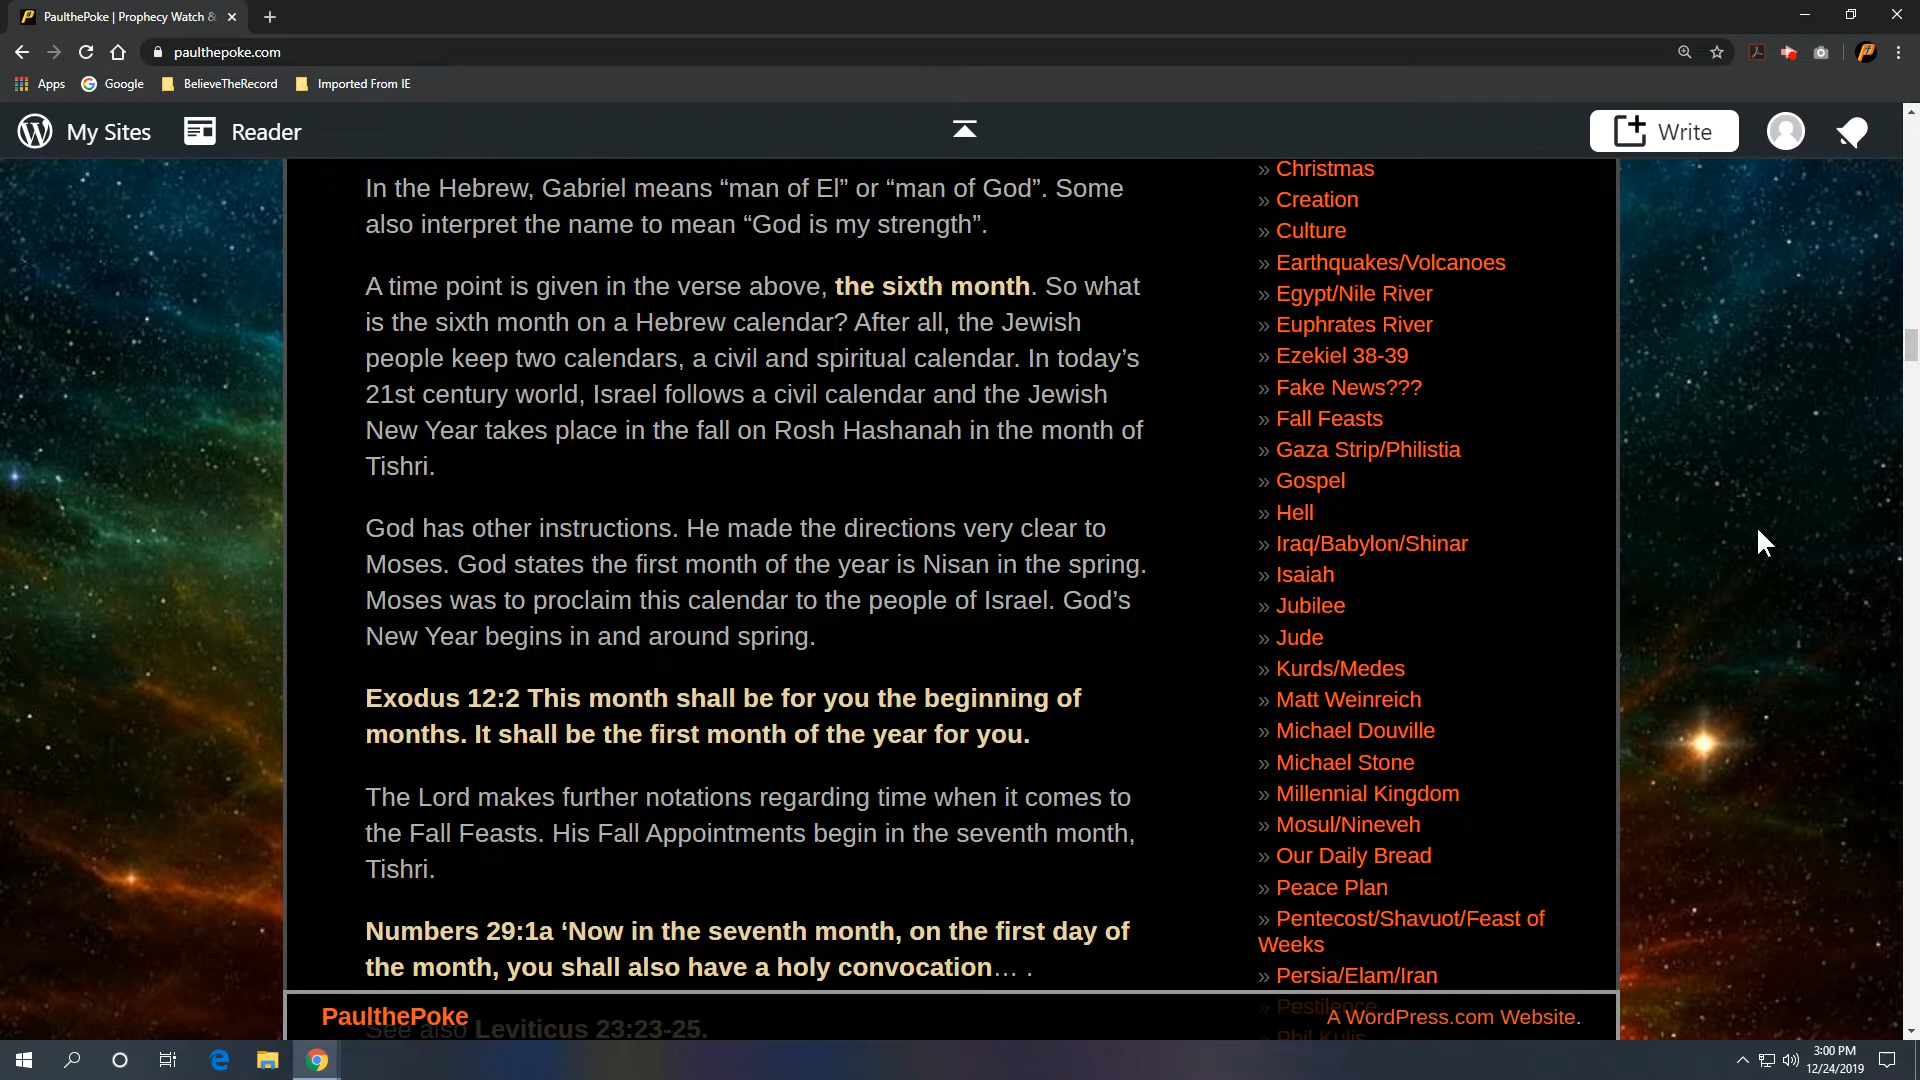 PaulthePoke | Prophecy Watch &
paulthepoke.com
Apps
Google
BelieveTheRecord
Imported From IE
My Sites
Reader
Write
In the Hebrew, Gabriel means “man of El” or “man of God”. Some
also interpret the name to mean “God is my strength”.
A time point is given in the verse above, the sixth month. So what
is the sixth month on a Hebrew calendar? After all, the Jewish
people keep two calendars, a civil and spiritual calendar. In today’s
21st century world, Israel follows a civil calendar and the Jewish
New Year takes place in the fall on Rosh Hashanah in the month of
Tishri.
God has other instructions. He made the directions very clear to
Moses. God states the first month of the year is Nisan in the spring.
Moses was to proclaim this calendar to the people of Israel. God’s
New Year begins in and around spring.
Exodus 12:2 This month shall be for you the beginning of
months. It shall be the first month of the year for you.
The Lord makes further notations regarding time when it comes to
the Fall Feasts. His Fall Appointments begin in the seventh month,
Tishri.
Numbers 29:1a ‘Now in the seventh month, on the first day of
the month, you shall also have a holy convocation… .
See also Leviticus 23:23-25.
» Christmas
» Creation
» Culture
» Earthquakes/Volcanoes
» Egypt/Nile River
» Euphrates River
» Ezekiel 38-39
» Fake News???
» Fall Feasts
» Gaza Strip/Philistia
» Gospel
» Hell
» Iraq/Babylon/Shinar
» Isaiah
» Jubilee
» Jude
» Kurds/Medes
» Matt Weinreich
» Michael Douville
» Michael Stone
» Millennial Kingdom
» Mosul/Nineveh
» Our Daily Bread
» Peace Plan
» Pentecost/Shavuot/Feast of
Weeks
» Persia/Elam/Iran
» Pestilence
» Phil Kulis
PaulthePoke
A WordPress.com Website.
3:00 PM
12/24/2019